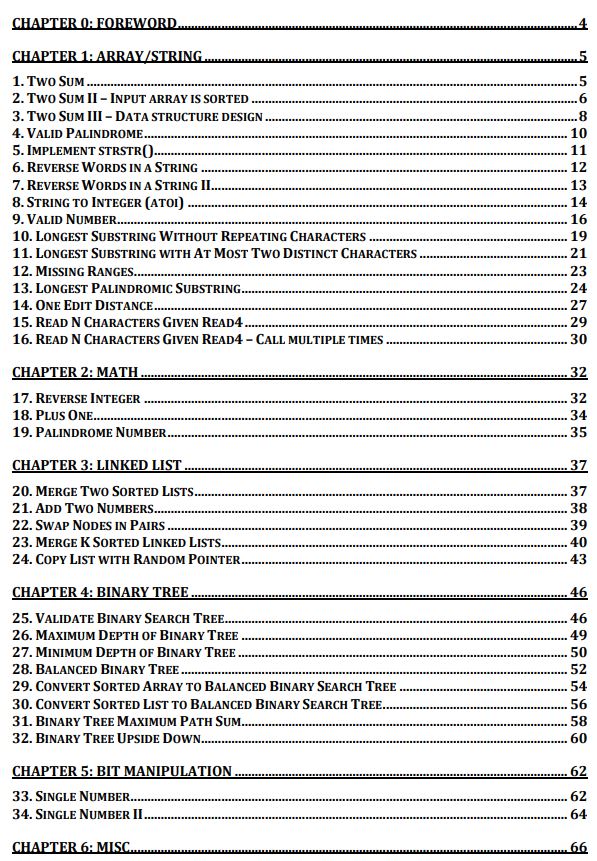 CHAPTER 0: FOREWORD 4
CHAPTER 1: ARRAY/STRING 5
1. TWO SUM 5
2. TWO SUM II – INPUT ARRAY IS SORTED 6
3. TWO SUM III – DATA STRUCTURE DESIGN 8
4. VALID PALINDROME 10
5. IMPLEMENT STRSTR() 11
6. REVERSE WORDS IN A STRING 12
7. REVERSE WORDS IN A STRING II 13
8. STRING TO INTEGER (ATOI) 14
9. VALID NUMBER 16
10. LONGEST SUBSTRING WITHOUT REPEATING CHARACTERS 19
11. LONGEST SUBSTRING WITH AT MOST TWO DISTINCT CHARACTERS 21
12. MISSING RANGES 23
13. LONGEST PALINDROMIC SUBSTRING 24
14. ONE EDIT DISTANCE 27
15. READ N CHARACTERS GIVEN READ4 29
16. READ N CHARACTERS GIVEN READ4 – CALL MULTIPLE TIMES 30
CHAPTER 2: MATH 32
17. REVERSE INTEGER 32
18. PLUS ONE 34
19. PALINDROME NUMBER 35
CHAPTER 3: LINKED LIST 37
20. MERGE TWO SORTED LISTS 37
21. ADD TWO NUMBERS 38
22. SWAP NODES IN PAIRS 39
23. MERGE K SORTED LINKED LISTS 40
24. COPY LIST WITH RANDOM POINTER 43
CHAPTER 4: BINARY TREE 46
25. VALIDATE BINARY SEARCH TREE 46
26. MAXIMUM DEPTH OF BINARY TREE 49
27. MINIMUM DEPTH OF BINARY TREE 50
28. BALANCED BINARY TREE 52
29. CONVERT SORTED ARRAY TO BALANCED BINARY SEARCH TREE 54
30. CONVERT SORTED LIST TO BALANCED BINARY SEARCH TREE 56
31. BINARY TREE MAXIMUM PATH SUM 58
32. BINARY TREE UPSIDE DOWN 60
CHAPTER 5: BIT MANIPULATION 62
33. SINGLE NUMBER 62
34. SINGLE NUMBER II 64
CHAPTER 6: MISC 66